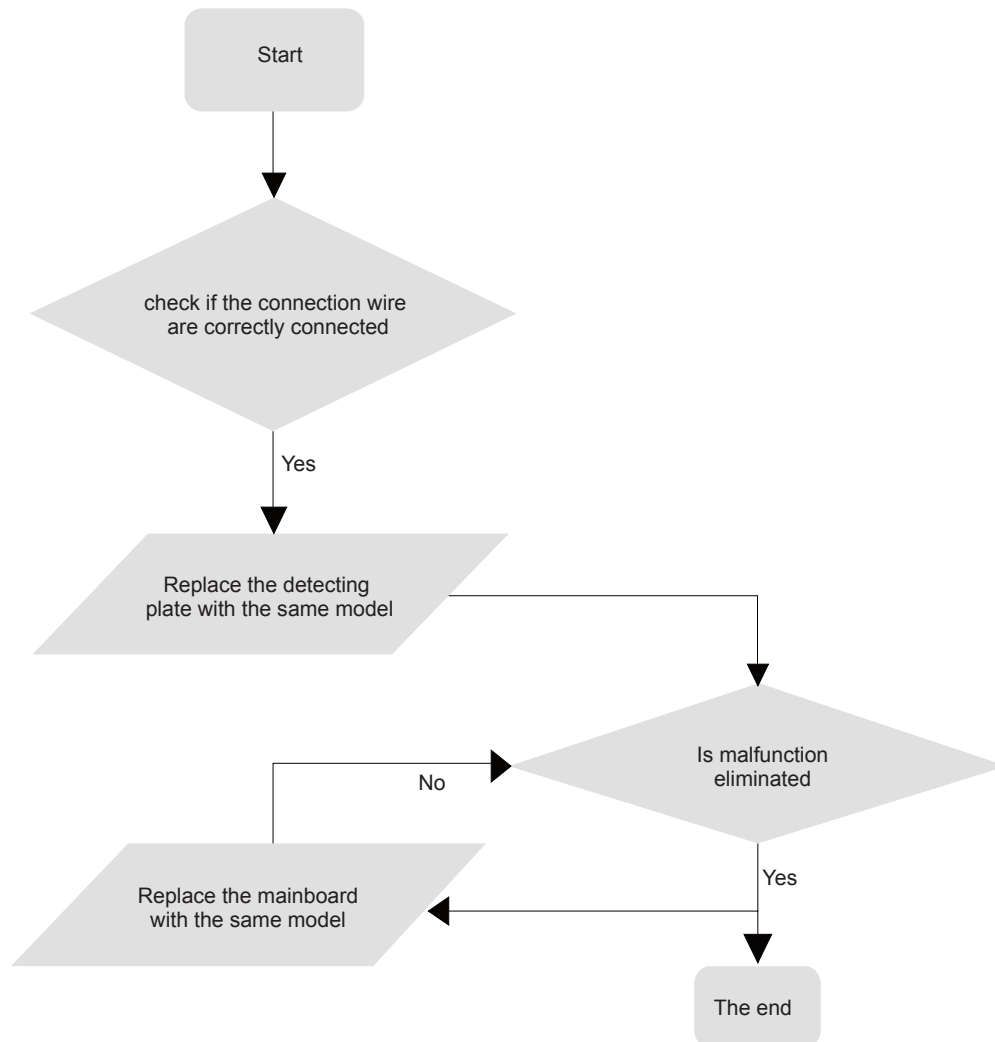 Start
check if the connection wire
are correctly connected
Yes
Replace the detecting
plate with the same model
Is malfunction
eliminated
No
Yes
Replace the mainboard
with the same model
The end